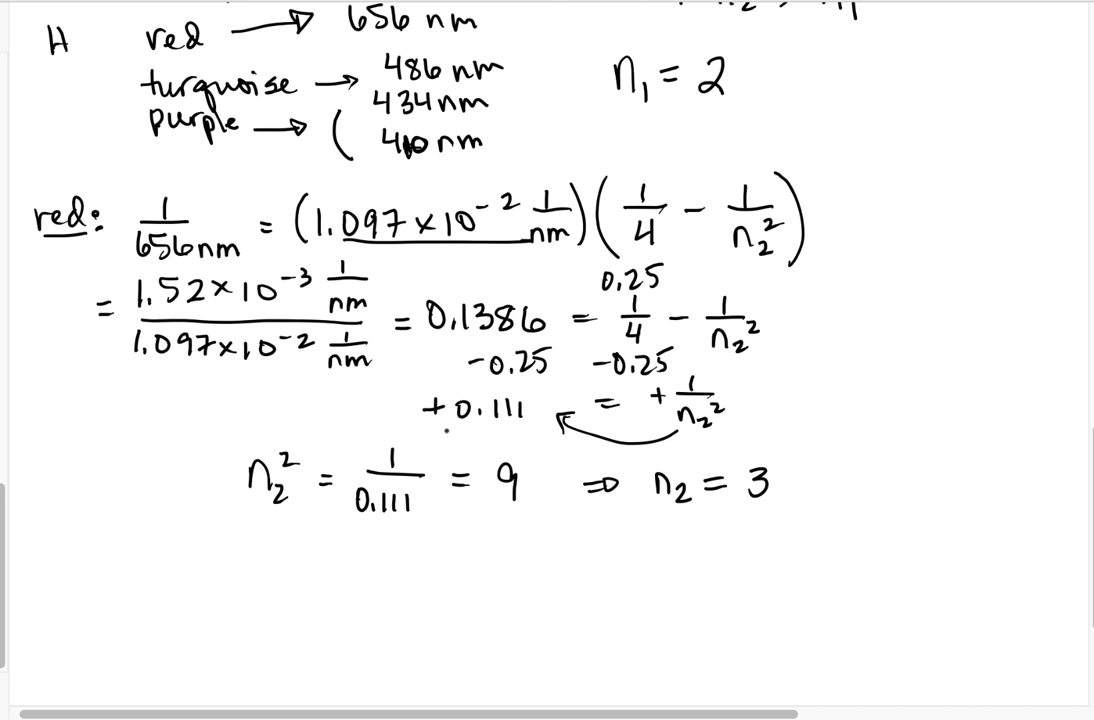 H red → 656 nm
turquoise → 486 nm n₁ = 2
434 nm
purple → ( 410 nm
red: 1/656nm = (1.097 × 10⁻² 1/nm)(1/4 − 1/n₂²)
0.25
= 1.52×10⁻³ 1/nm / 1.097×10⁻² 1/nm = 0.1386 = 1/4 − 1/n₂²
−0.25 −0.25
+ 0.111 = + 1/n₂²
n₂² = 1/0.111 = 9 ⇒ n₂ = 3